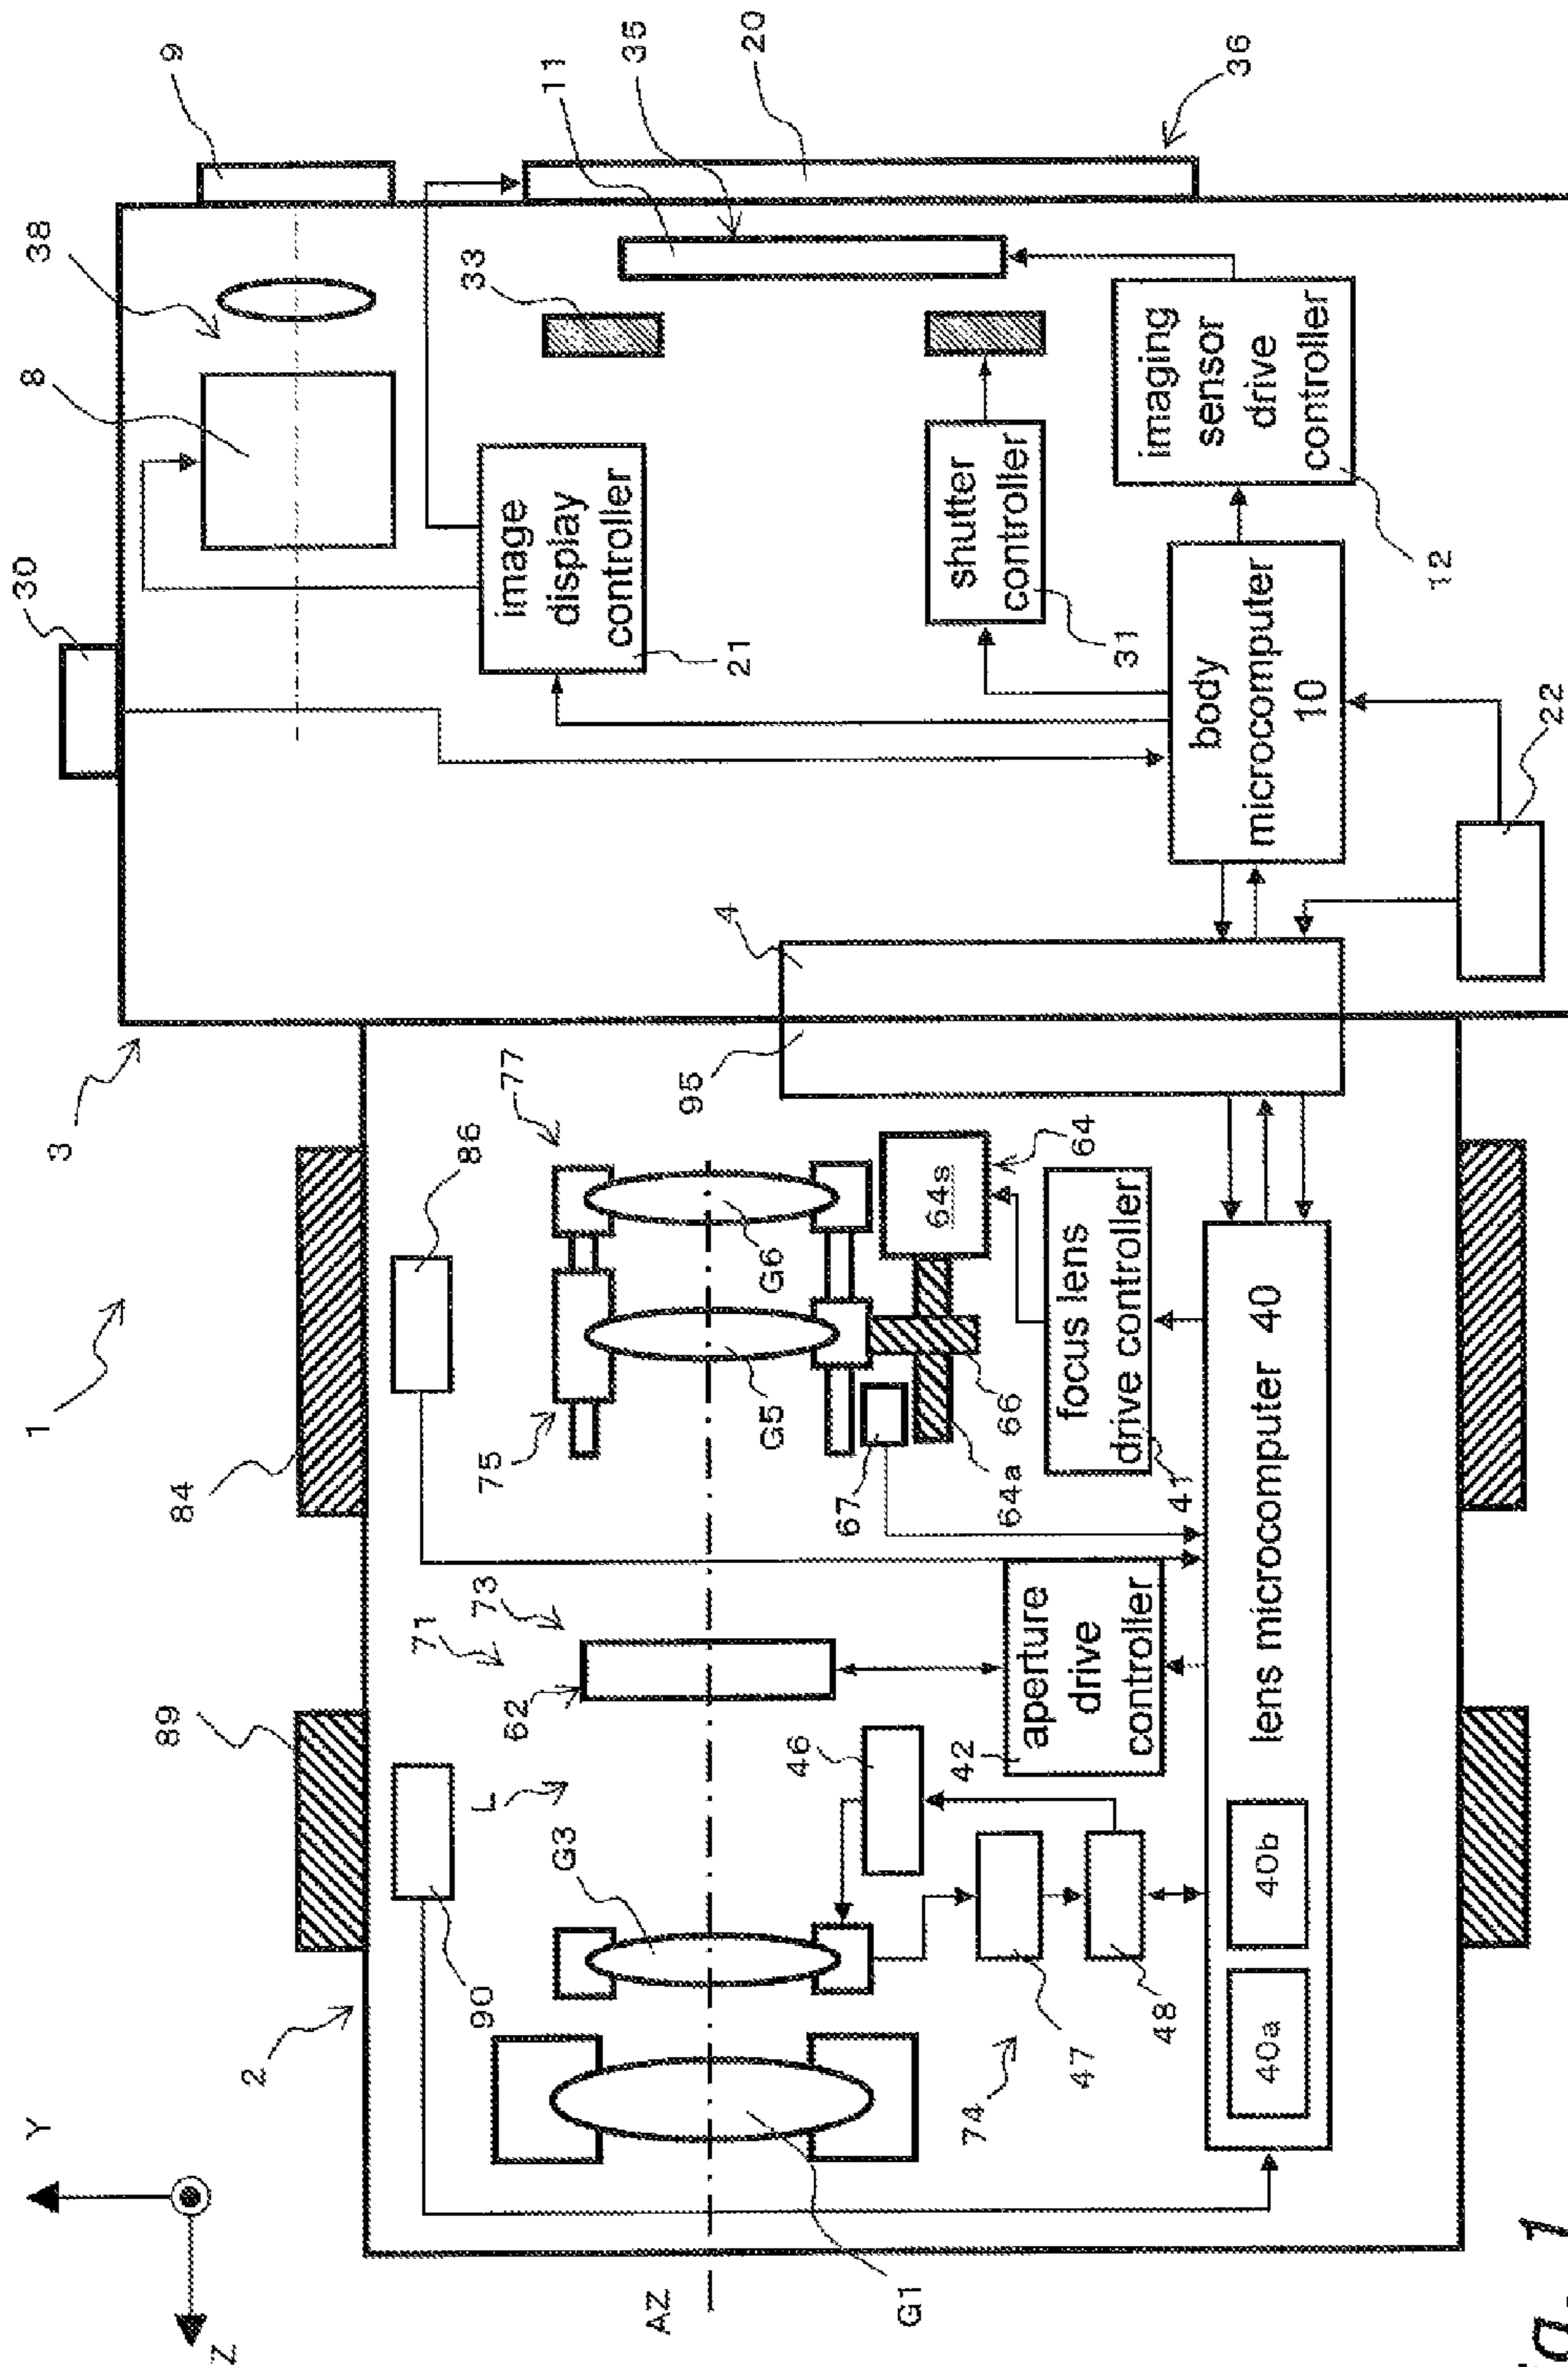 Y
Z
1
3
2
89
84
30
8
38
9
90
L
71
73
86
G3
62
75
77
33
11
35
20
36
AZ
G1
G5
G6
95
4
image
display
controller
21
46
42
67
64a
66
64s
64
74
47
48
aperture
drive
controller
focus lens
drive controller
41
shutter
controller
31
imaging
sensor
drive
controller
12
body
microcomputer
10
22
lens microcomputer 40
40a
40b